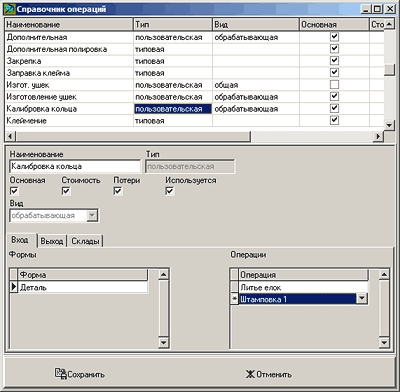 Справочник операций
Наименование Тип Вид Основная Сто
Дополнительная пользовательская обрабатывающая
Дополнительная полировка типовая
Закрепка типовая
Заправка клейма типовая
Изгот. ушек пользовательская общая
Изготовление ушек пользовательская обрабатывающая
Калибровка кольца пользовательская обрабатывающая
Клеймение типовая
Наименование Тип
Калибровка кольца пользовательская
Основная Стоимость Потери Используется
Вид
обрабатывающая
Вход Выход Склады
Формы Операции
Форма Операция
Деталь Литье елок
* Штамповка 1
Сохранить Отменить